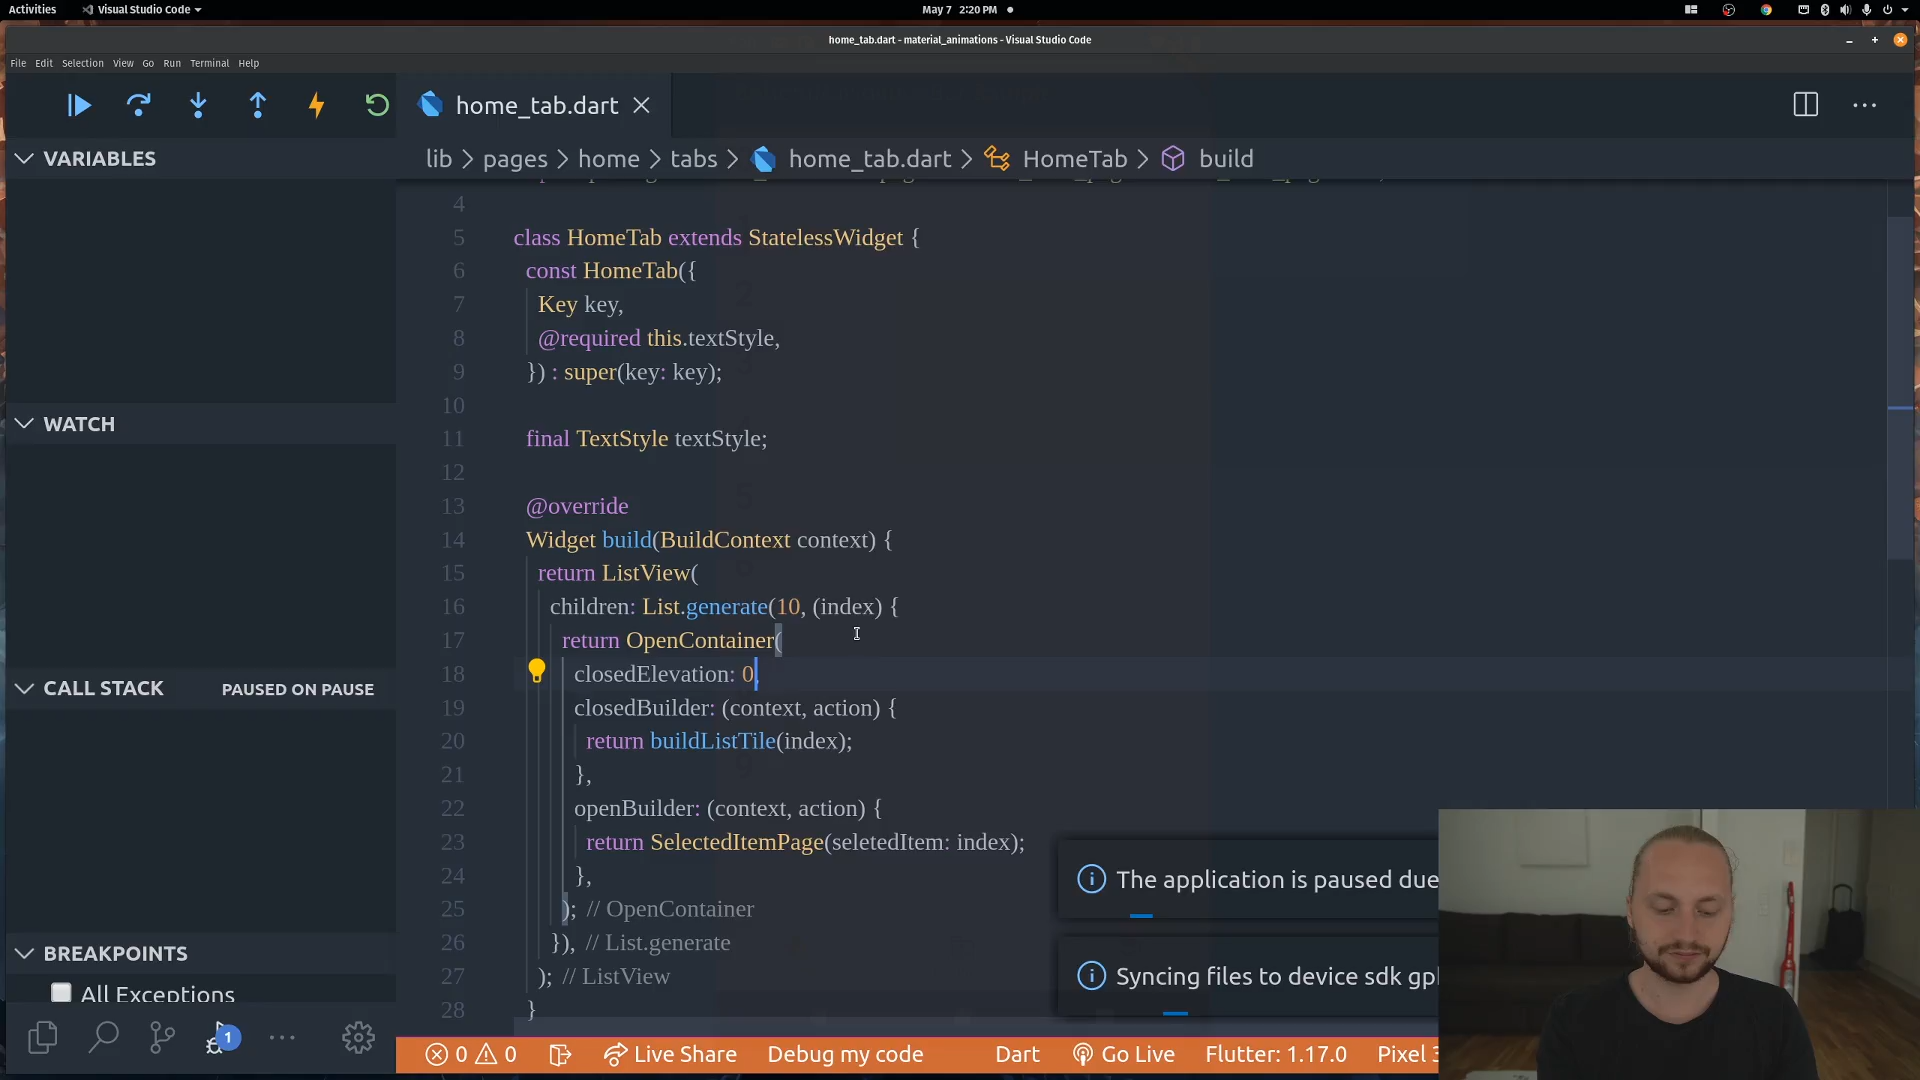 Activities
Visual Studio Code
May 7 2:20 PM
home_tab.dart - material_animations - Visual Studio Code
File Edit Selection View Go Run Terminal Help
home_tab.dart
lib > pages > home > tabs > home_tab.dart > HomeTab > build
VARIABLES
WATCH
CALL STACK PAUSED ON PAUSE
BREAKPOINTS
All Exceptions
1
4
5 class HomeTab extends StatelessWidget {
6 const HomeTab({
7 Key key,
8 @required this.textStyle,
9 }) : super(key: key);
10
11 final TextStyle textStyle;
12
13 @override
14 Widget build(BuildContext context) {
15 return ListView(
16 children: List.generate(10, (index) {
17 return OpenContainer(
18 closedElevation: 0,
19 closedBuilder: (context, action) {
20 return buildListTile(index);
21 },
22 openBuilder: (context, action) {
23 return SelectedItemPage(seletedItem: index);
24 },
25 ); // OpenContainer
26 }), // List.generate
27 ); // ListView
28 }
The application is paused due
Syncing files to device sdk gp
0 0 Live Share Debug my code Dart Go Live Flutter: 1.17.0 Pixel 3